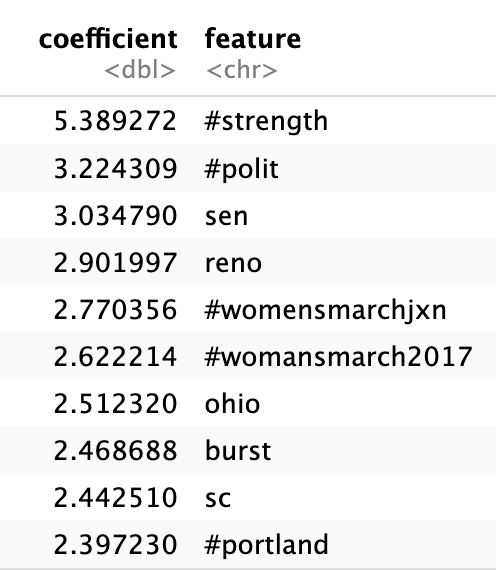 coefficient feature
<dbl> <chr>
5.389272 #strength
3.224309 #polit
3.034790 sen
2.901997 reno
2.770356 #womensmarchjxn
2.622214 #womansmarch2017
2.512320 ohio
2.468688 burst
2.442510 sc
2.397230 #portland